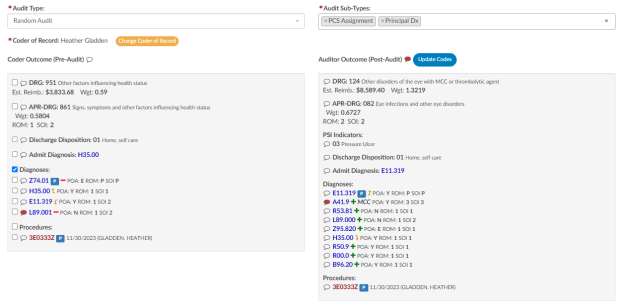 * Audit Type:
Random Audit
* Coder of Record: Heather Gladden Change Coder of Record
Coder Outcome (Pre-Audit)
DRG: 951 Other factors influencing health status
Est. Reimb.: $3,833.68 Wgt: 0.59
APR-DRG: 861 Signs, symptoms and other factors influencing health status
Wgt: 0.5804
ROM: 1 SOI: 2
Discharge Disposition: 01 Home, self care
Admit Diagnosis: H35.00
Diagnoses:
Z74.01 P POA: E ROM: P SOI P
H35.00 POA: Y ROM: 1 SOI 1
E11.319 POA: Y ROM: 1 SOI 2
L89.001 POA: N ROM: 1 SOI 2
Procedures:
3E0333Z P 11/30/2023 (GLADDEN, HEATHER)
* Audit Sub-Types:
× PCS Assignment × Principal Dx
Auditor Outcome (Post-Audit) Update Codes
DRG: 124 Other disorders of the eye with MCC or thrombolytic agent
Est. Reimb.: $8,589.40 Wgt: 1.3219
APR-DRG: 082 Eye infections and other eye disorders
Wgt: 0.6727
ROM: 2 SOI: 2
PSI Indicators:
03 Pressure Ulcer
Discharge Disposition: 01 Home, self care
Admit Diagnosis: E11.319
Diagnoses:
E11.319 P POA: Y ROM: P SOI P
A41.9 + MCC POA: Y ROM: 3 SOI 3
R53.81 + POA: N ROM: 1 SOI 1
L89.000 + POA: N ROM: 1 SOI 2
Z95.820 + POA: E ROM: 1 SOI 1
H35.00 POA: Y ROM: 1 SOI 1
R50.9 + POA: Y ROM: 1 SOI 1
R00.0 + POA: Y ROM: 1 SOI 1
B96.20 + POA: Y ROM: 1 SOI 1
Procedures:
3E0333Z P 11/30/2023 (GLADDEN, HEATHER)